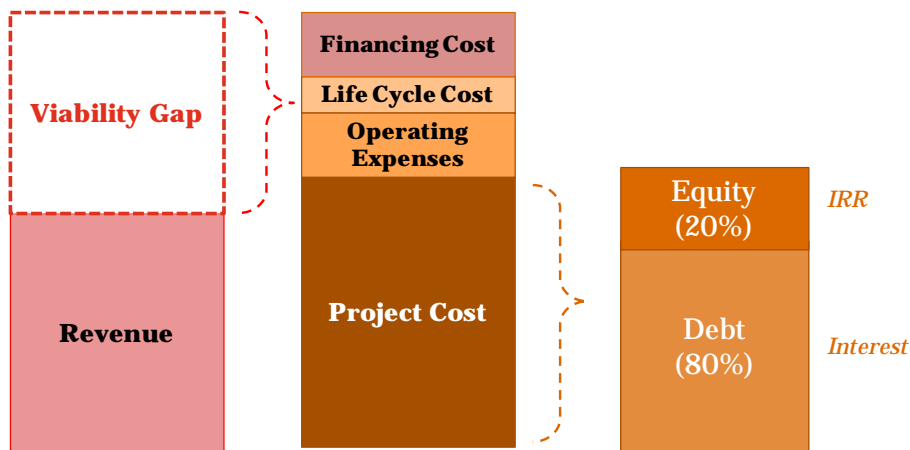 Viability Gap
Revenue
Financing Cost
Life Cycle Cost
Operating
Expenses
Project Cost
Equity
(20%)
Debt
(80%)
IRR
Interest